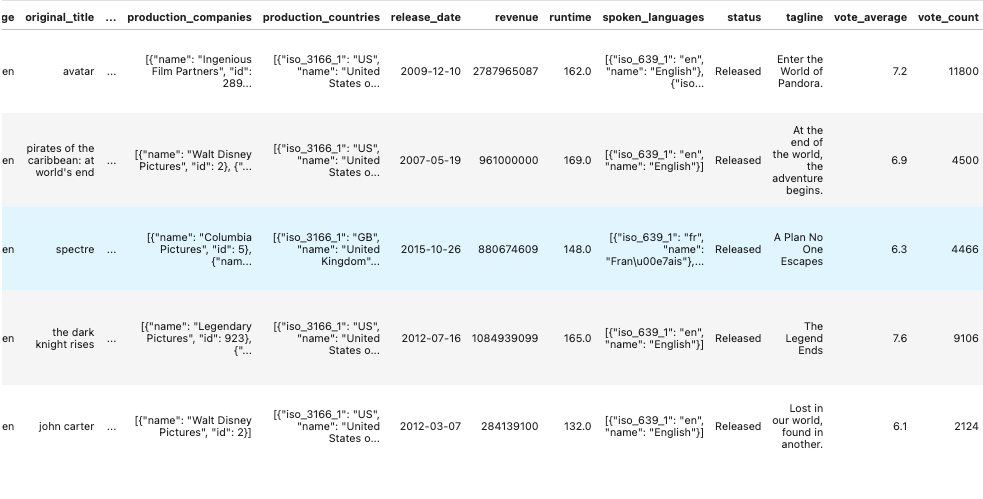 ge original_title ... production_companies production_countries release_date revenue runtime spoken_languages status tagline vote_average vote_count
en avatar ... [{"name": "Ingenious Film Partners", "id": 289... [{"iso_3166_1": "US", "name": "United States o... 2009-12-10 2787965087 162.0 [{"iso_639_1": "en", "name": "English"}, {"iso... Released Enter the World of Pandora. 7.2 11800
en pirates of the caribbean: at world's end ... [{"name": "Walt Disney Pictures", "id": 2}, {"... [{"iso_3166_1": "US", "name": "United States o... 2007-05-19 961000000 169.0 [{"iso_639_1": "en", "name": "English"}] Released At the end of the world, the adventure begins. 6.9 4500
en spectre ... [{"name": "Columbia Pictures", "id": 5}, {"nam... [{"iso_3166_1": "GB", "name": "United Kingdom"... 2015-10-26 880674609 148.0 [{"iso_639_1": "fr", "name": "Fran\u00e7ais"},... Released A Plan No One Escapes 6.3 4466
en the dark knight rises ... [{"name": "Legendary Pictures", "id": 923}, {"... [{"iso_3166_1": "US", "name": "United States o... 2012-07-16 1084939099 165.0 [{"iso_639_1": "en", "name": "English"}] Released The Legend Ends 7.6 9106
en john carter ... [{"name": "Walt Disney Pictures", "id": 2}] [{"iso_3166_1": "US", "name": "United States o... 2012-03-07 284139100 132.0 [{"iso_639_1": "en", "name": "English"}] Released Lost in our world, found in another. 6.1 2124